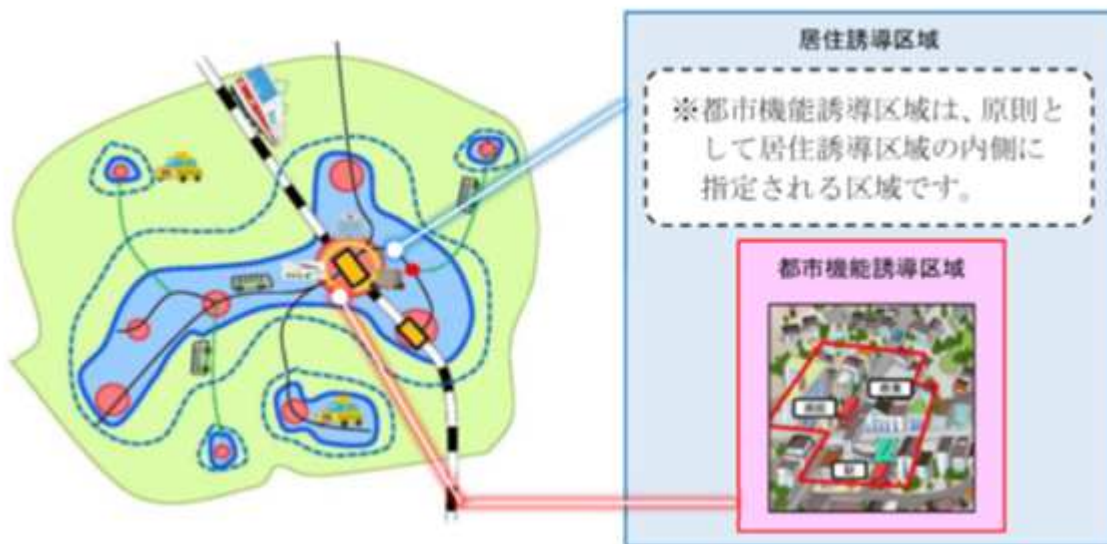 居住誘導区域
※都市機能誘導区域は、原則と
して居住誘導区域の内側に
指定される区域です。
都市機能誘導区域
駅